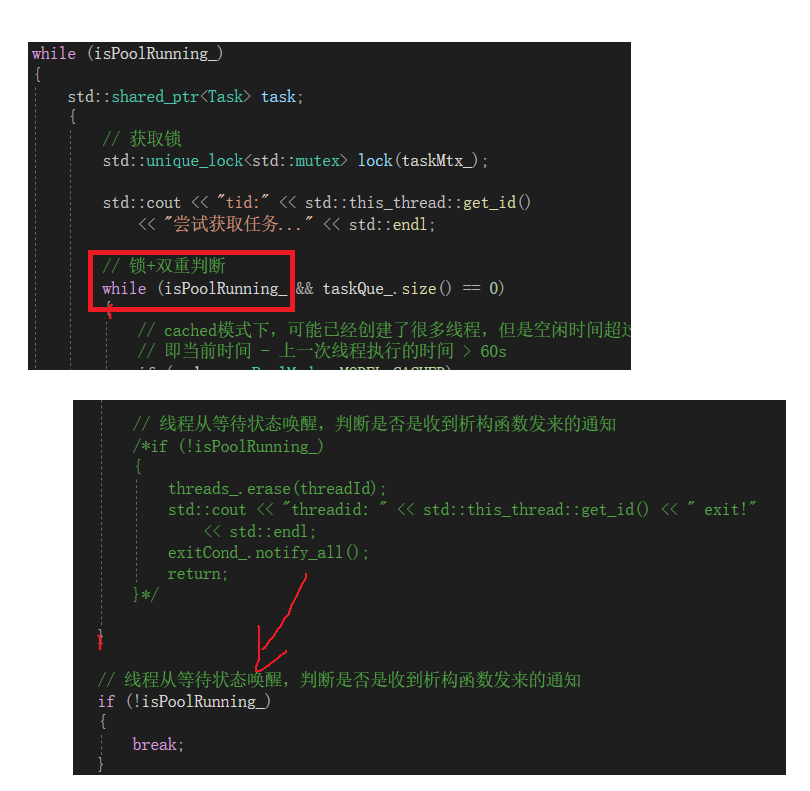 while (isPoolRunning_)
{
std::shared_ptr<Task> task;
{
// 获取锁
std::unique_lock<std::mutex> lock(taskMtx_);
std::cout << "tid:" << std::this_thread::get_id()
<< "尝试获取任务..." << std::endl;
// 锁+双重判断
while (isPoolRunning_ && taskQue_.size() == 0)
{
// cached模式下，可能已经创建了很多线程，但是空闲时间超
// 即当前时间 - 上一次线程执行的时间 > 60s
// 线程从等待状态唤醒，判断是否是收到析构函数发来的通知
/*if (!isPoolRunning_)
{
threads_.erase(threadId);
std::cout << "threadid: " << std::this_thread::get_id() << " exit!"
<< std::endl;
exitCond_.notify_all();
return;
}*/
}
// 线程从等待状态唤醒，判断是否是收到析构函数发来的通知
if (!isPoolRunning_)
{
break;
}